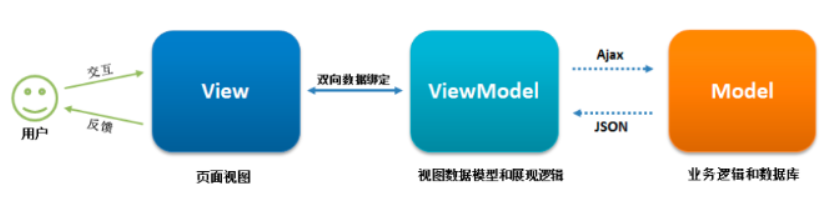 交互
反馈
用户
View
页面视图
双向数据绑定
ViewModel
视图数据模型和展现逻辑
Ajax
JSON
Model
业务逻辑和数据库